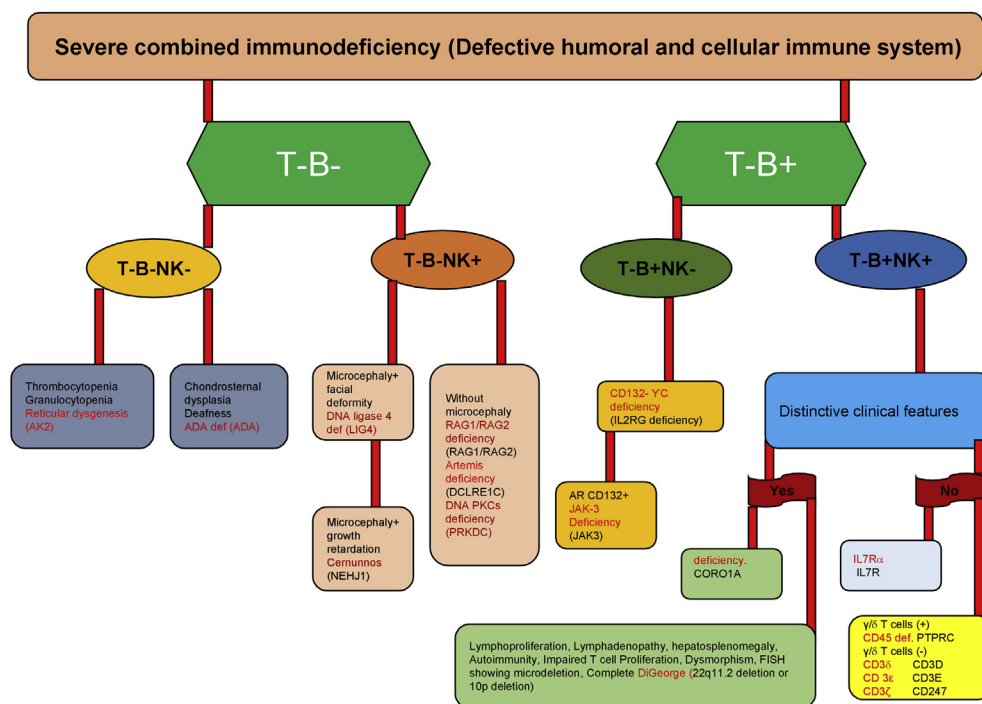 Severe combined immunodeficiency (Defective humoral and cellular immune system)
T-B-
T-B+
T-B-NK-
T-B-NK+
T-B+NK-
T-B+NK+
Thrombocytopenia
Granulocytopenia
Reticular dysgenesis
(AK2)
Chondrosternal
dysplasia
Deafness
ADA def (ADA)
Microcephaly+
facial
deformity
DNA ligase 4
def (LIG4)
Microcephaly+
growth
retardation
Cernunnos
(NEHJ1)
Without
microcephaly
RAG1/RAG2
deficiency
(RAG1/RAG2)
Artemis
deficiency
(DCLRE1C)
DNA PKCs
deficiency
(PRKDC)
CD132- ƳC
deficiency
(IL2RG deficiency)
AR CD132+
JAK-3
Deficiency
(JAK3)
Distinctive clinical features
Yes
No
deficiency.
CORO1A
IL7Rα
IL7R
Lymphoproliferation, Lymphadenopathy, hepatosplenomegaly,
Autoimmunity, Impaired T cell Proliferation, Dysmorphism, FISH
showing microdeletion, Complete DiGeorge (22q11.2 deletion or
10p deletion)
γ/δ T cells (+)
CD45 def. PTPRC
γ/δ T cells (-)
CD3δ CD3D
CD 3ε CD3E
CD3ζ CD247